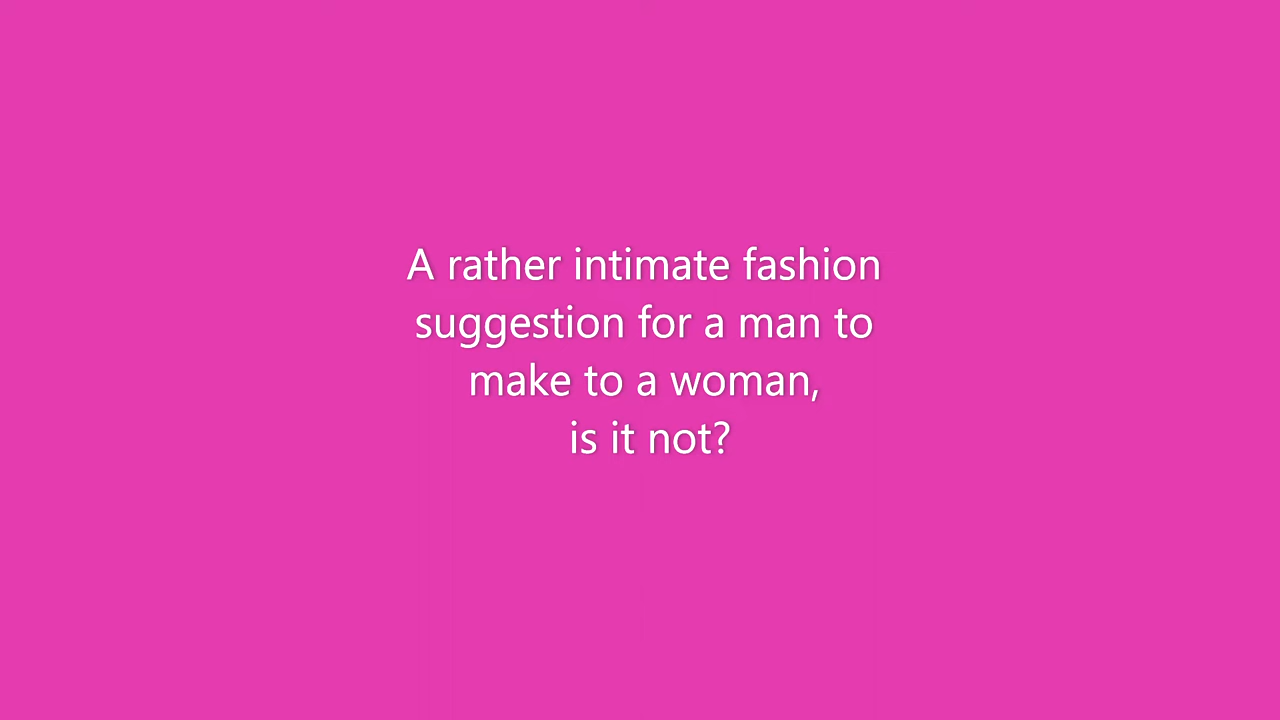 A rather intimate fashion
suggestion for a man to
make to a woman,
is it not?